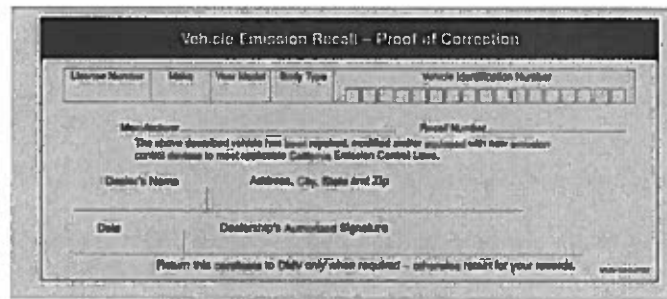 Vehicle Emission Recall – Proof of Correction
License Number Make Year Model Body Type Vehicle Identification Number
Manufacturer Recall Number
The above described vehicle has been repaired, modified and/or equipped with new emission
control devices to meet applicable California Emission Control Laws.
Dealer's Name Address, City, State and Zip
Date Dealership's Authorized Signature
Return this certificate to DMV only when required – otherwise retain for your records.